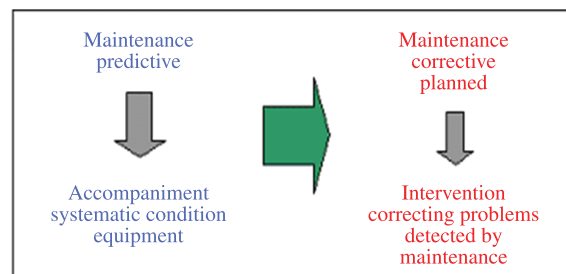 Maintenance
predictive
Accompaniment
systematic condition
equipment
Maintenance
corrective
planned
Intervention
correcting problems
detected by
maintenance